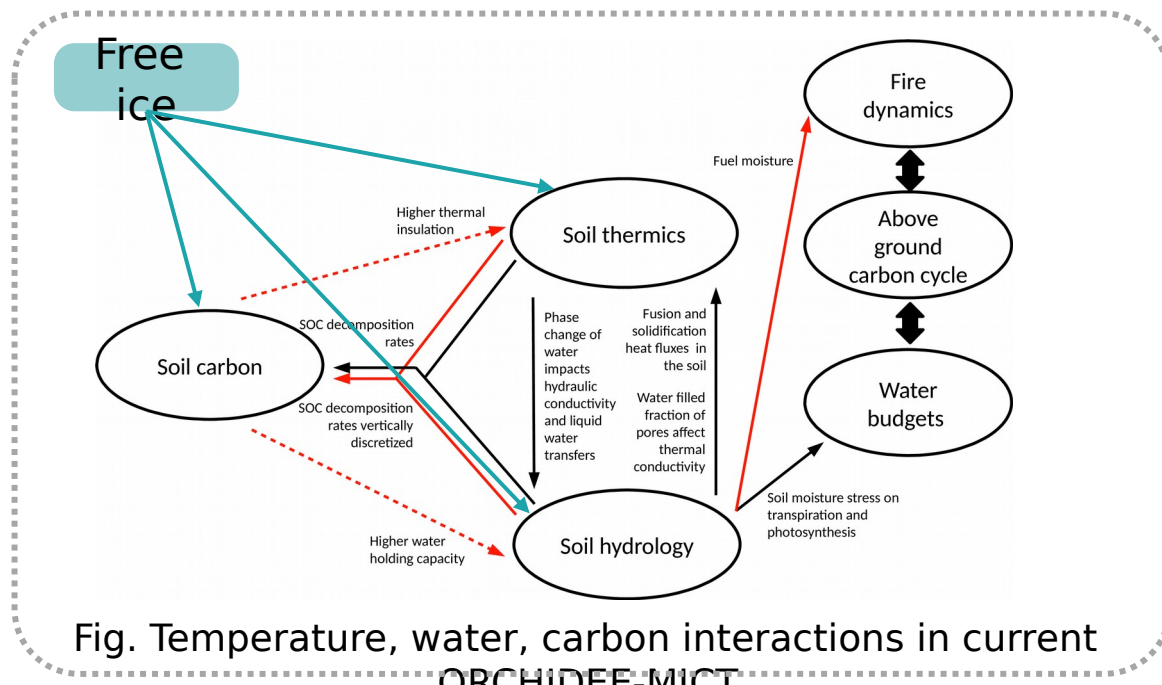 Free
ice
Fire
dynamics
Fuel moisture
Above
ground
carbon cycle
Higher thermal
insulation
Soil thermics
SOC decomposition
rates
Soil carbon
SOC decomposition
rates vertically
discretized
Phase
change of
water
impacts
hydraulic
conductivity
and liquid
water
transfers
Fusion and
solidification
heat fluxes in
the soil
Water filled
fraction of
pores affect
thermal
conductivity
Water
budgets
Soil moisture stress on
transpiration and
photosynthesis
Higher water
holding capacity
Soil hydrology
Fig. Temperature, water, carbon interactions in current
ORCHIDEE-MICT